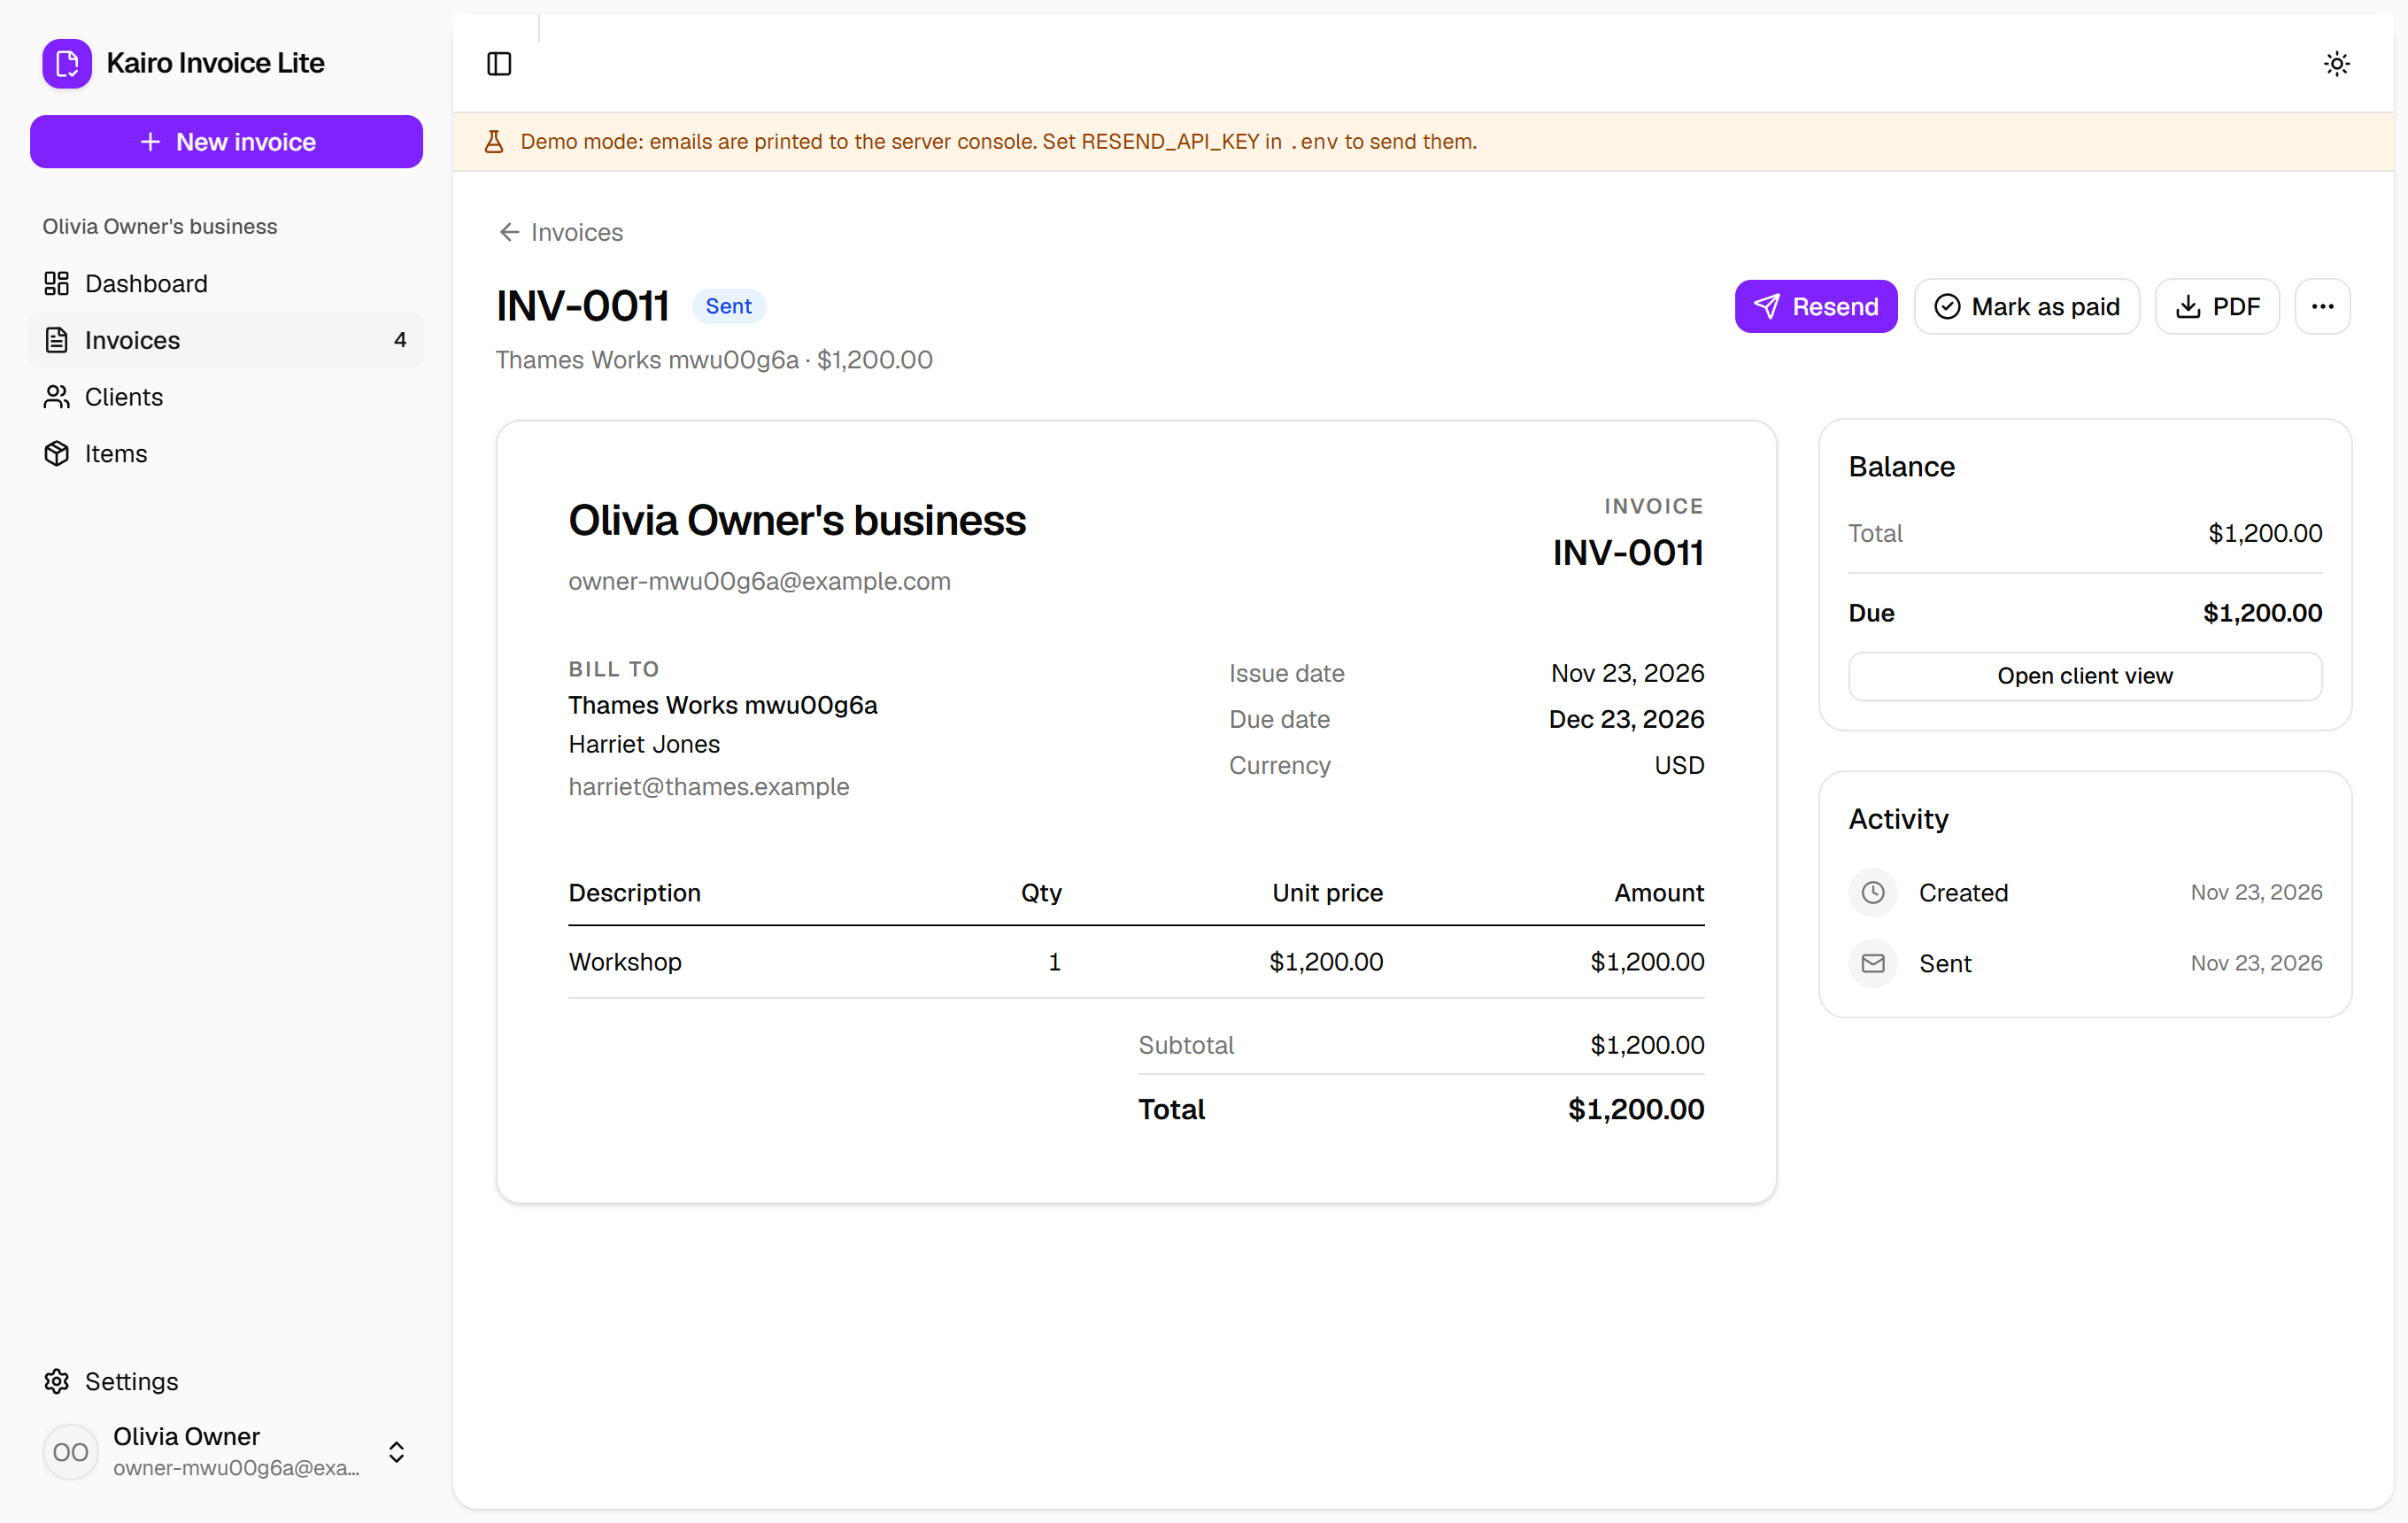 Kairo Invoice Lite
New invoice
Olivia Owner's business
Dashboard
Invoices 4
Clients
Items
Settings
OO
Olivia Owner
owner-mwu00g6a@exa...
Demo mode: emails are printed to the server console. Set RESEND_API_KEY in .env to send them.
Invoices
INV-0011 Sent
Thames Works mwu00g6a · $1,200.00
Resend
Mark as paid
PDF
Olivia Owner's business
owner-mwu00g6a@example.com
INVOICE
INV-0011
BILL TO
Thames Works mwu00g6a
Harriet Jones
harriet@thames.example
Issue date Nov 23, 2026
Due date Dec 23, 2026
Currency USD
Description Qty Unit price Amount
Workshop 1 $1,200.00 $1,200.00
Subtotal $1,200.00
Total $1,200.00
Balance
Total $1,200.00
Due $1,200.00
Open client view
Activity
Created Nov 23, 2026
Sent Nov 23, 2026